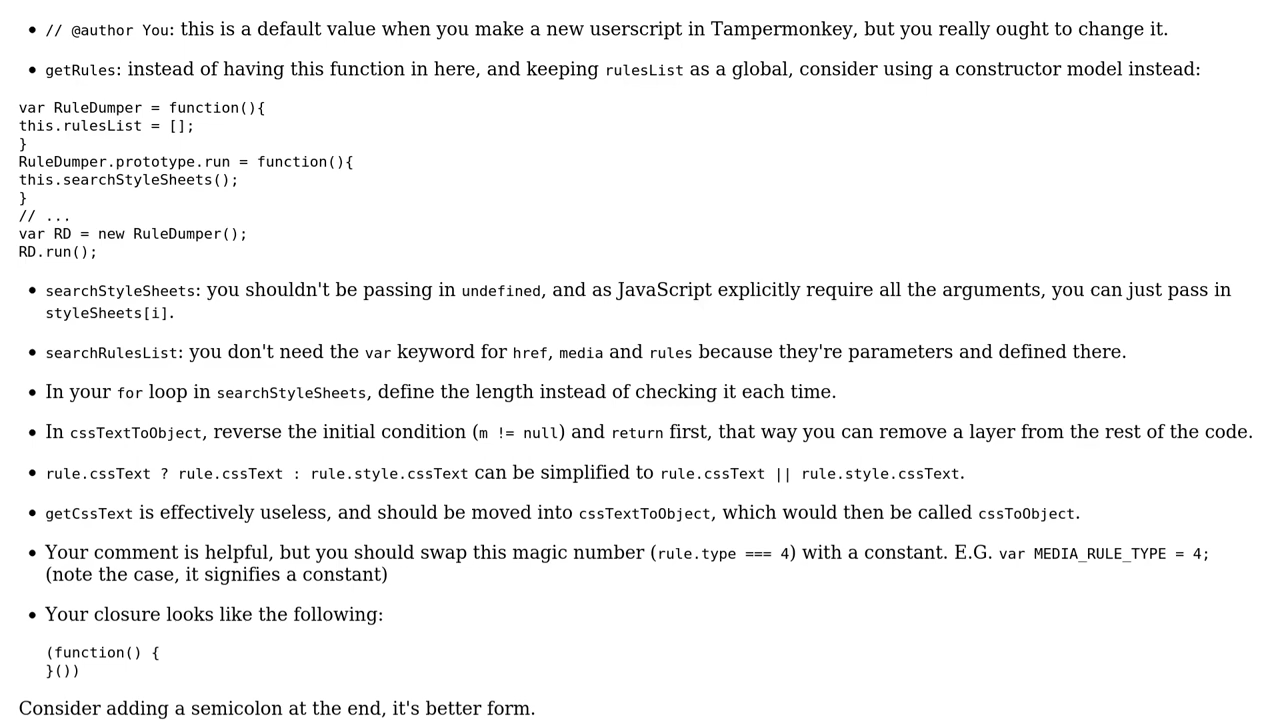 • // @author You: this is a default value when you make a new userscript in Tampermonkey, but you really ought to change it.
• getRules: instead of having this function in here, and keeping rulesList as a global, consider using a constructor model instead:
var RuleDumper = function(){
this.rulesList = [];
}
RuleDumper.prototype.run = function(){
this.searchStyleSheets();
}
// ...
var RD = new RuleDumper();
RD.run();
• searchStyleSheets: you shouldn't be passing in undefined, and as JavaScript explicitly require all the arguments, you can just pass in
styleSheets[i].
• searchRulesList: you don't need the var keyword for href, media and rules because they're parameters and defined there.
• In your for loop in searchStyleSheets, define the length instead of checking it each time.
• In cssTextToObject, reverse the initial condition (m != null) and return first, that way you can remove a layer from the rest of the code.
• rule.cssText ? rule.cssText : rule.style.cssText can be simplified to rule.cssText || rule.style.cssText.
• getCssText is effectively useless, and should be moved into cssTextToObject, which would then be called cssToObject.
• Your comment is helpful, but you should swap this magic number (rule.type === 4) with a constant. E.G. var MEDIA_RULE_TYPE = 4;
(note the case, it signifies a constant)
• Your closure looks like the following:
(function() {
}())
Consider adding a semicolon at the end, it's better form.